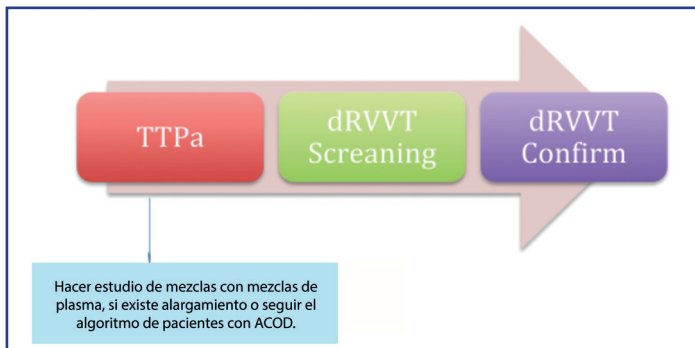 TTPa
dRVVT
Screaning
dRVVT
Confirm
Hacer estudio de mezclas con mezclas de
plasma, si existe alargamiento o seguir el
algoritmo de pacientes con ACOD.